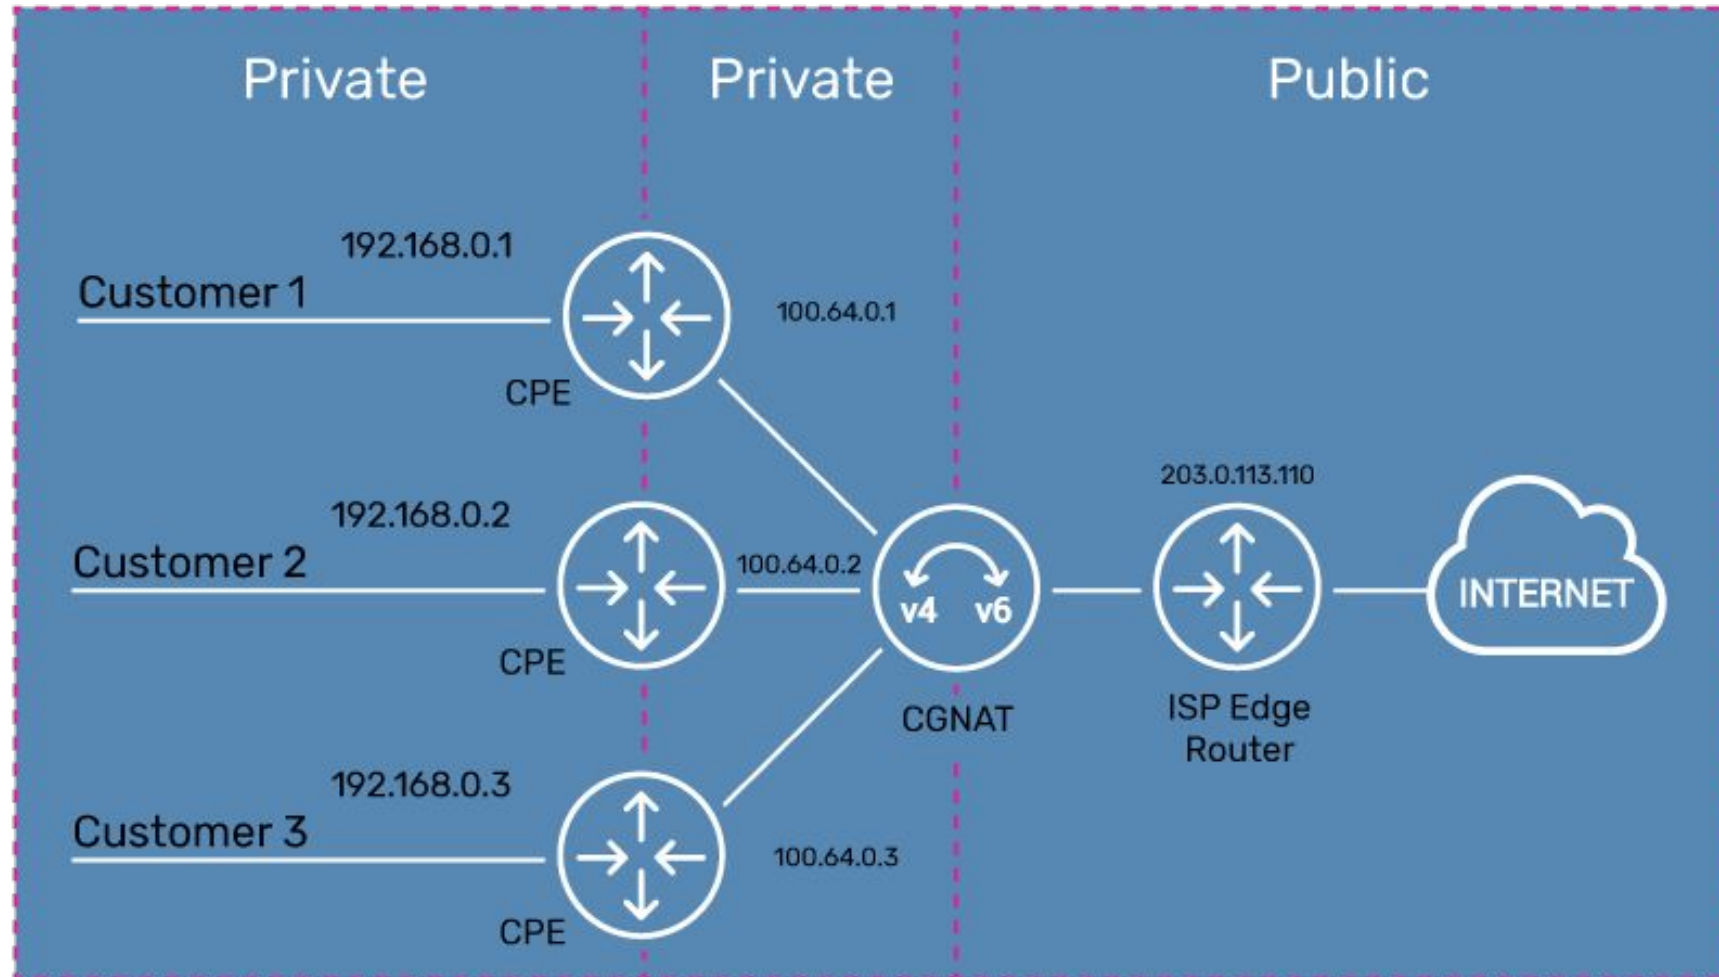 Private
Private
Public
192.168.0.1
Customer 1
100.64.0.1
CPE
203.0.113.110
192.168.0.2
Customer 2
100.64.0.2
v4 v6
INTERNET
CPE
CGNAT
ISP Edge
Router
192.168.0.3
Customer 3
100.64.0.3
CPE